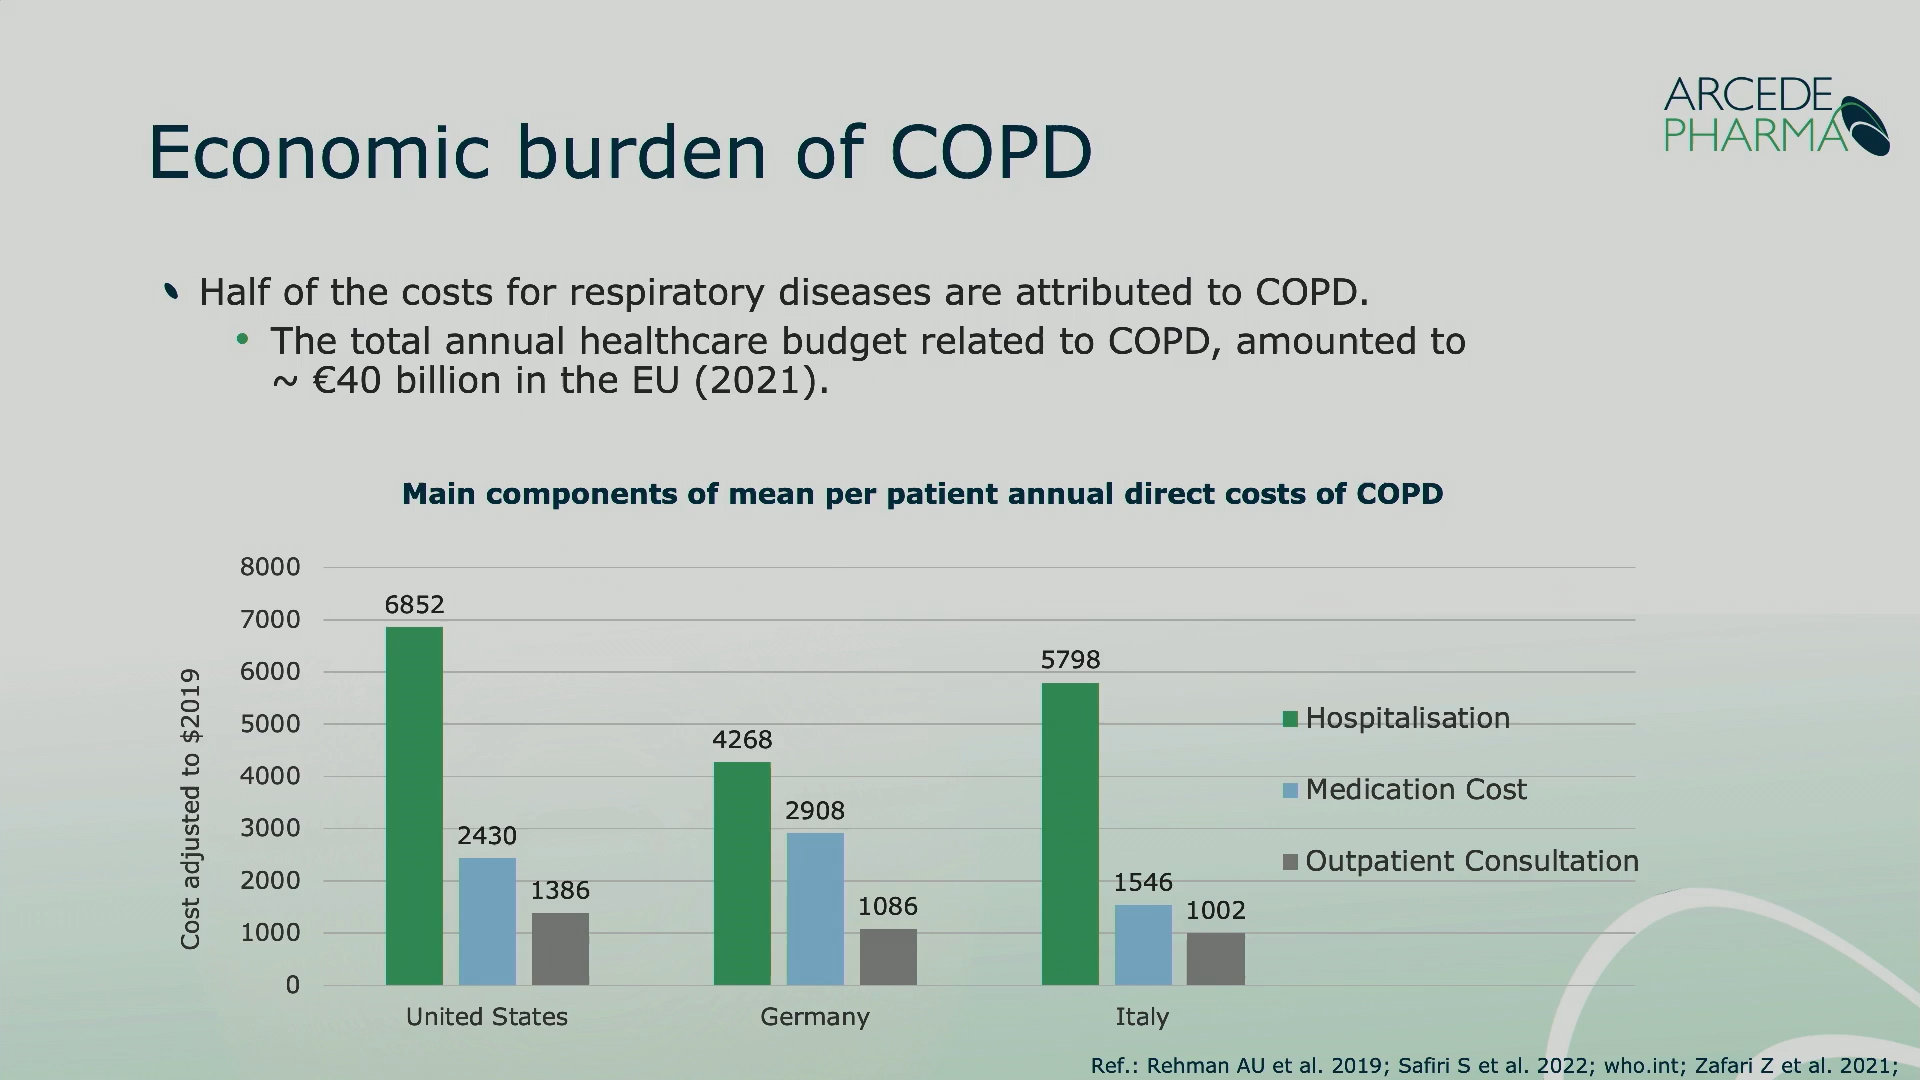 ARCEDE
PHARMA
Economic burden of COPD
Half of the costs for respiratory diseases are attributed to COPD.
The total annual healthcare budget related to COPD, amounted to
~ €40 billion in the EU (2021).
Main components of mean per patient annual direct costs of COPD
Cost adjusted to $2019
8000
7000
6000
5000
4000
3000
2000
1000
0
6852
2430
1386
4268
2908
1086
5798
1546
1002
United States
Germany
Italy
Hospitalisation
Medication Cost
Outpatient Consultation
Ref.: Rehman AU et al. 2019; Safiri S et al. 2022; who.int; Zafari Z et al. 2021;